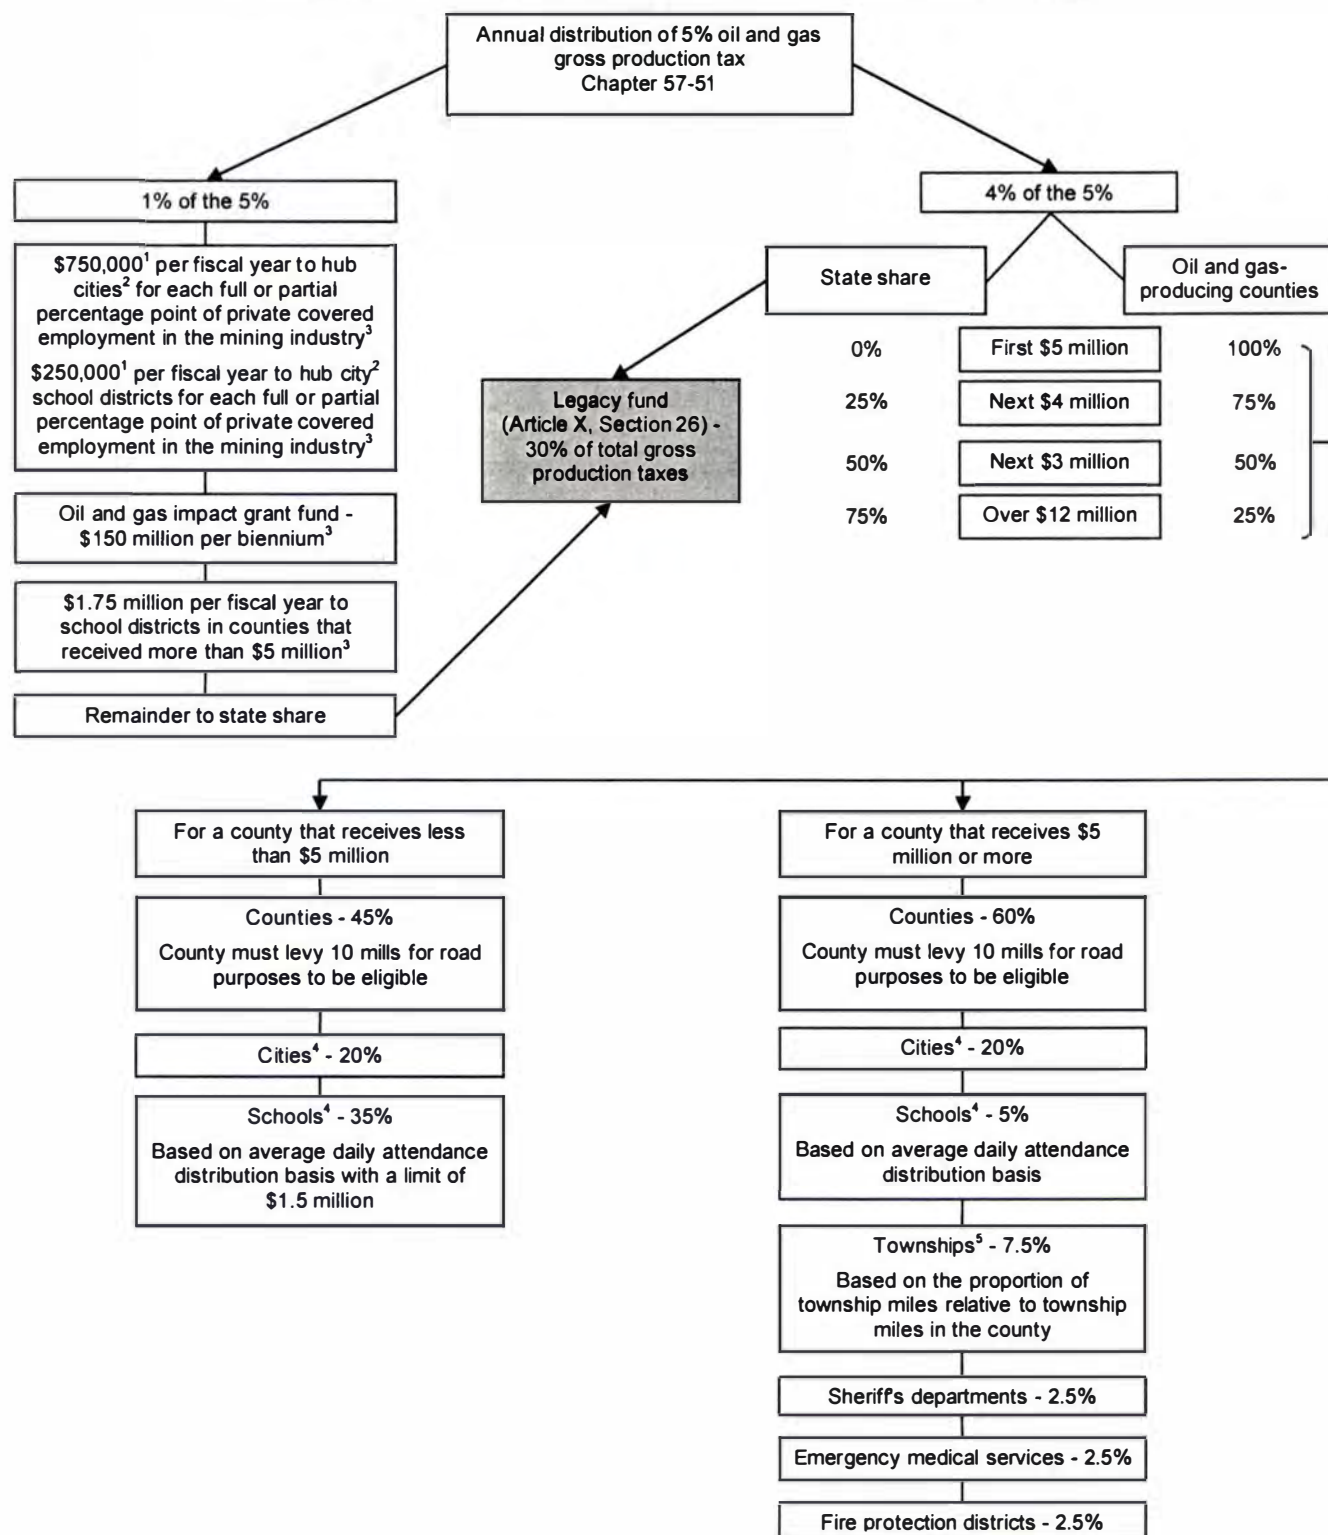 Annual distribution of 5% oil and gas
gross production tax
Chapter 57-51
1% of the 5%
4% of the 5%
$750,000¹ per fiscal year to hub
cities² for each full or partial
percentage point of private covered
employment in the mining industry³
$250,000¹ per fiscal year to hub city²
school districts for each full or partial
percentage point of private covered
employment in the mining industry³
Oil and gas impact grant fund -
$150 million per biennium³
$1.75 million per fiscal year to
school districts in counties that
received more than $5 million³
Remainder to state share
State share
Oil and gas-
producing counties
0% First $5 million 100%
25% Next $4 million 75%
50% Next $3 million 50%
75% Over $12 million 25%
Legacy fund
(Article X, Section 26) -
30% of total gross
production taxes
For a county that receives less
than $5 million
Counties - 45%
County must levy 10 mills for road
purposes to be eligible
Cities⁴ - 20%
Schools⁴ - 35%
Based on average daily attendance
distribution basis with a limit of
$1.5 million
For a county that receives $5
million or more
Counties - 60%
County must levy 10 mills for road
purposes to be eligible
Cities⁴ - 20%
Schools⁴ - 5%
Based on average daily attendance
distribution basis
Townships⁵ - 7.5%
Based on the proportion of
township miles relative to township
miles in the county
Sheriff's departments - 2.5%
Emergency medical services - 2.5%
Fire protection districts - 2.5%